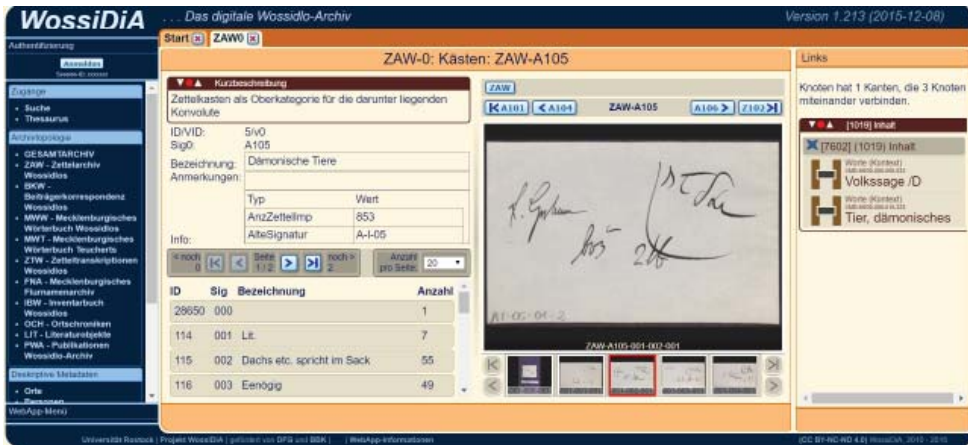 WossiDiA
. . . Das digitale Wossidlo-Archiv
Version 1.213 (2015-12-08)
Authentifizierung
Anmelden
Zugänge
Suche
Thesaurus
Archivtopologie
GESAMTARCHIV
ZAW - Zettelarchiv
Wossidlos
BKW -
Beiträgerkorrespondenz
Wossidlos
MWW - Mecklenburgisches
Wörterbuch Wossidlos
MWT - Mecklenburgisches
Wörterbuch Teucherts
ZTW - Zetteltranskriptionen
Wossidlos
FNA - Mecklenburgisches
Flurnamenarchiv
IBW - Inventarbuch
Wossidlos
OCH - Ortschroniken
LIT - Literaturobjekte
PWA - Publikationen
Wossidlo-Archiv
Deskriptive Metadaten
Orte
Personen
WebApp-Menü
Start
ZAW0
ZAW-0: Kästen: ZAW-A105
Kurzbeschreibung
Zettelkasten als Oberkategorie für die darunter liegenden
Konvolute
ID/VID: 5/v0
Sig0: A105
Bezeichnung: Dämonische Tiere
Anmerkungen:
Typ Wert
AnzZettelImp 853
AlteSignatur A-I-05
Info:
< noch 0
Seite 1 / 2
noch > 2
Anzahl pro Seite: 20
ID Sig Bezeichnung Anzahl
28650 000 1
114 001 Lit. 7
115 002 Dachs etc. spricht im Sack 55
116 003 Eenögig 49
ZAW
A101
A104
ZAW-A105
A106
Z102
ZAW-A105-001-002-001
Links
Knoten hat 1 Kanten, die 3 Knoten
miteinander verbinden.
[1019] Inhalt
[7602] (1019) Inhalt
Worte (Kontext)
Volkssage /D
Worte (Kontext)
Tier, dämonisches
Universität Rostock | Projekt WossiDiA | gefördert von DFG und BBK | | WebApp-Informationen
(CC BY-NC-ND 4.0) WossiDiA, 2010 - 2015